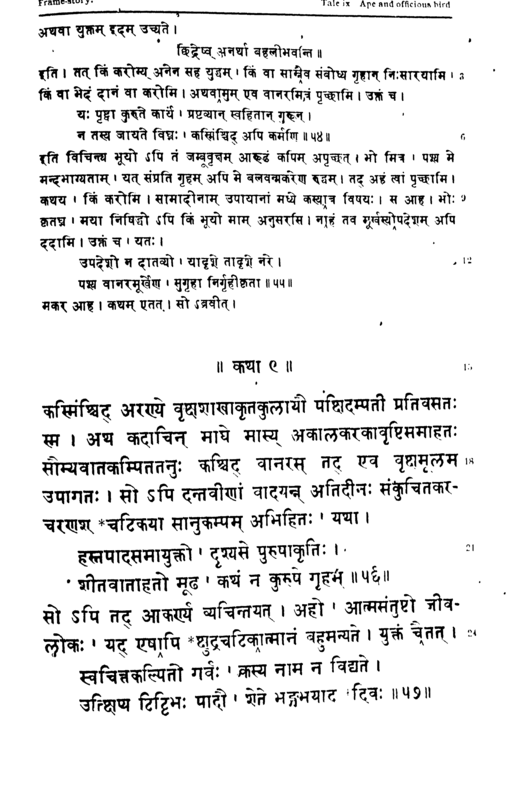 Frame-story. Tale ix Ape and officious bird
अथवा युक्तम् इदम् उच्यते।
छिद्रेष्व् अनर्था बहुलीभवन्ति॥
इति। तत् किं करोम्य् अनेन सह युद्धम्। किं वा साम्नैव संबोध्य गृहान् निःसारयामि। 3
किं वा भेदं दानं वा करोमि। अथवामुम् एव वानरमित्रं पृच्छामि। उक्तं च।
यः पृष्ट्वा कुरुते कार्यं। प्रष्टव्यान् स्वहितान् गुरून्।
न तस्य जायते विघ्नः। कस्मिंश्चिद् अपि कर्मणि॥५४॥ 6
इति विचिन्त्य भूयो ऽपि तं जम्बूवृक्षम् आरूढं कपिम् अपृच्छत्। भो मित्र। पश्य मे
मन्दभाग्यताम्। यत् संप्रति गृहम् अपि मे बलवन्मकरेण रुद्धम्। तद् अहं त्वां पृच्छामि।
कथय। किं करोमि। सामादीनाम् उपायानां मध्ये कस्यात्र विषयः। स आह। भोः 9
कृतघ्न। मया निषिद्धो ऽपि किं भूयो माम् अनुसरसि। नाहं तव मूर्खस्योपदेशम् अपि
ददामि। उक्तं च। यतः।
उपदेशो न दातव्यो। यादृशे तादृशे नरे। 12
पश्य वानरमूर्खेण। सुगृहा निर्गृहीकृता॥५५॥
मकर आह। कथम् एतत्। सो ऽब्रवीत्।
॥ कथा ९॥ 15
कस्मिंश्चिद् अरण्ये वृक्षशाखाकृतकुलायौ पक्षिदम्पती प्रतिवसतः
स्म। अथ कदाचिन् माघे मास्य् अकालकरकावृष्टिसमाहतः
सौम्यवातकम्पिततनुः कश्चिद् वानरस् तद् एव वृक्षमूलम 18
उपागतः। सो ऽपि दन्तवीणां वादयन्न् अतिदीनः संकुचितकर-
चरणश् *चटिकया सानुकम्पम् अभिहितः। यथा।
हस्तपादसमायुक्तो। दृश्यसे पुरुषाकृतिः। 21
शीतवाताहतो मूढ। कथं न कुरुषे गृहम्॥५६॥
सो ऽपि तद् आकर्ण्य व्यचिन्तयत्। अहो। आत्मसंतुष्टो जीव-
लोकः। यद् एषापि *क्षुद्रचटिकात्मानं बहुमन्यते। युक्तं चैतत्। 24
स्वचित्तकल्पितो गर्वः। कस्य नाम न विद्यते।
उत्क्षिप्य टिट्टिभः पादौ। शेते भङ्गभयाद् दिवः॥५७॥